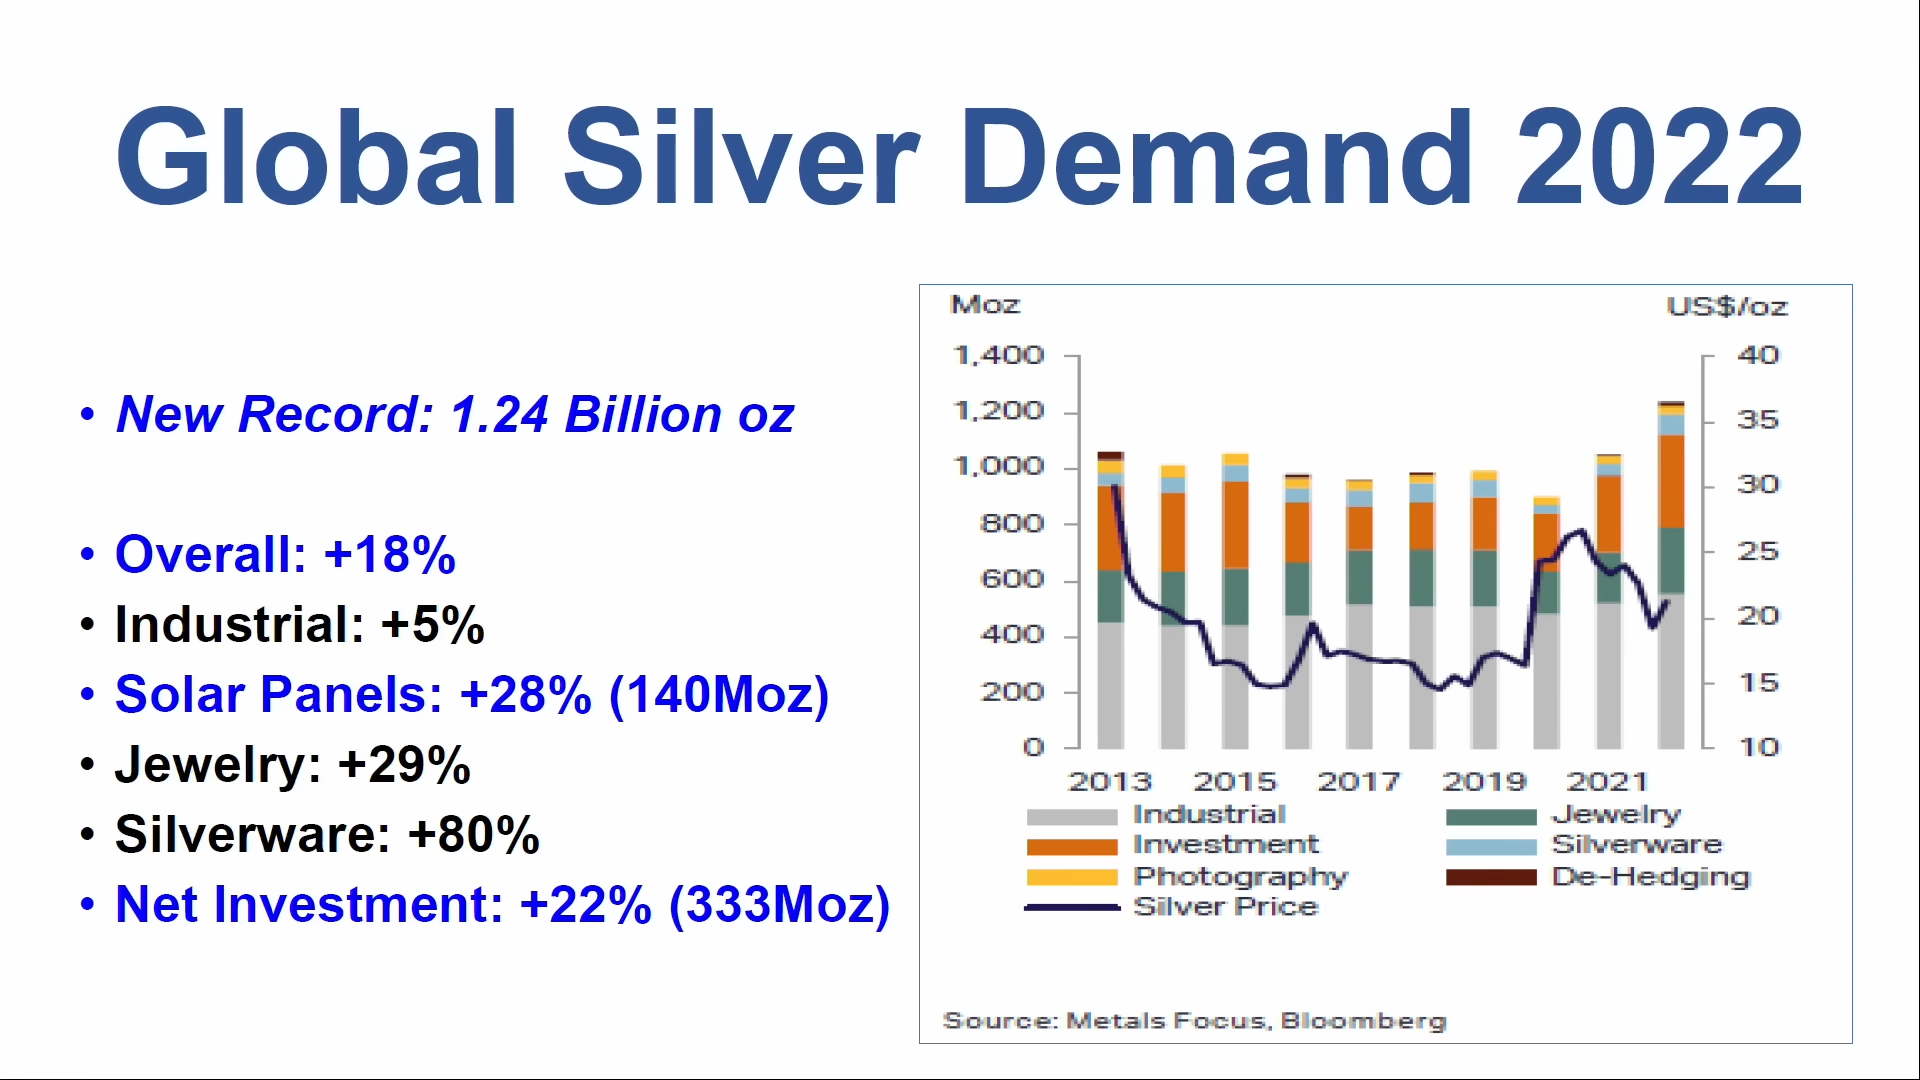 Global Silver Demand 2022
• New Record: 1.24 Billion oz
• Overall: +18%
• Industrial: +5%
• Solar Panels: +28% (140Moz)
• Jewelry: +29%
• Silverware: +80%
• Net Investment: +22% (333Moz)
Moz US$/oz
1,400 40
1,200 35
1,000 30
800 25
600 20
400 15
200 10
0
2013 2015 2017 2019 2021
Industrial Jewelry
Investment Silverware
Photography De-Hedging
Silver Price
Source: Metals Focus, Bloomberg